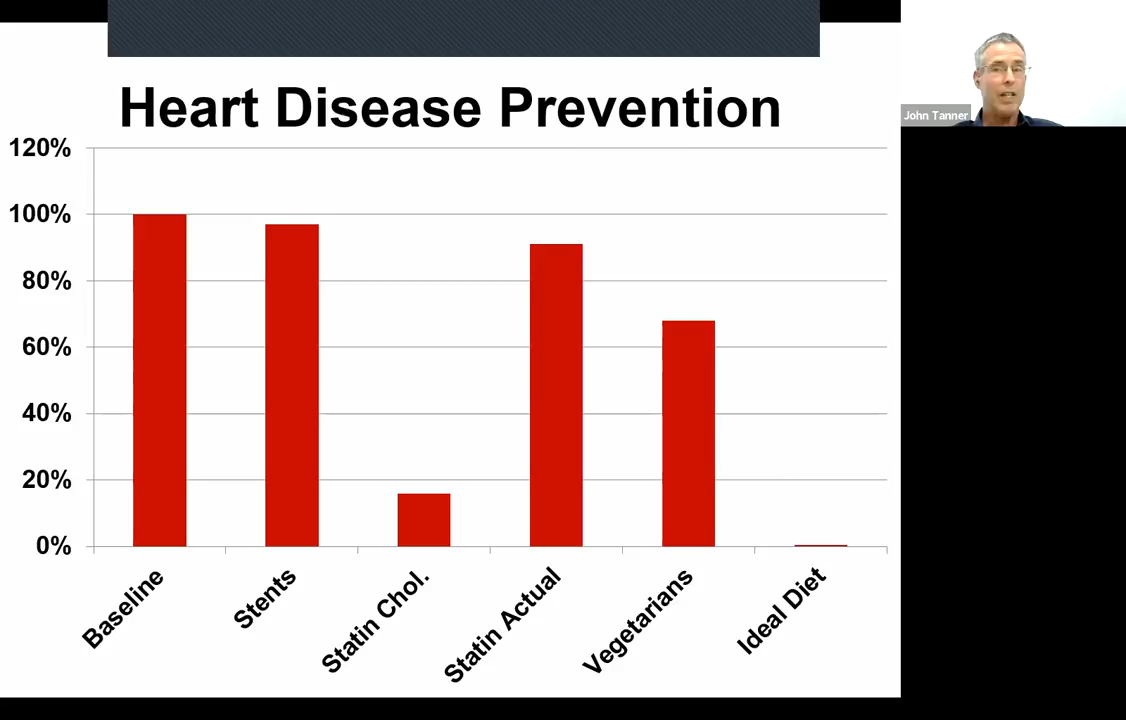 Heart Disease Prevention
John Tanner
120%
100%
80%
60%
40%
20%
0%
Baseline
Stents
Statin Chol.
Statin Actual
Vegetarians
Ideal Diet